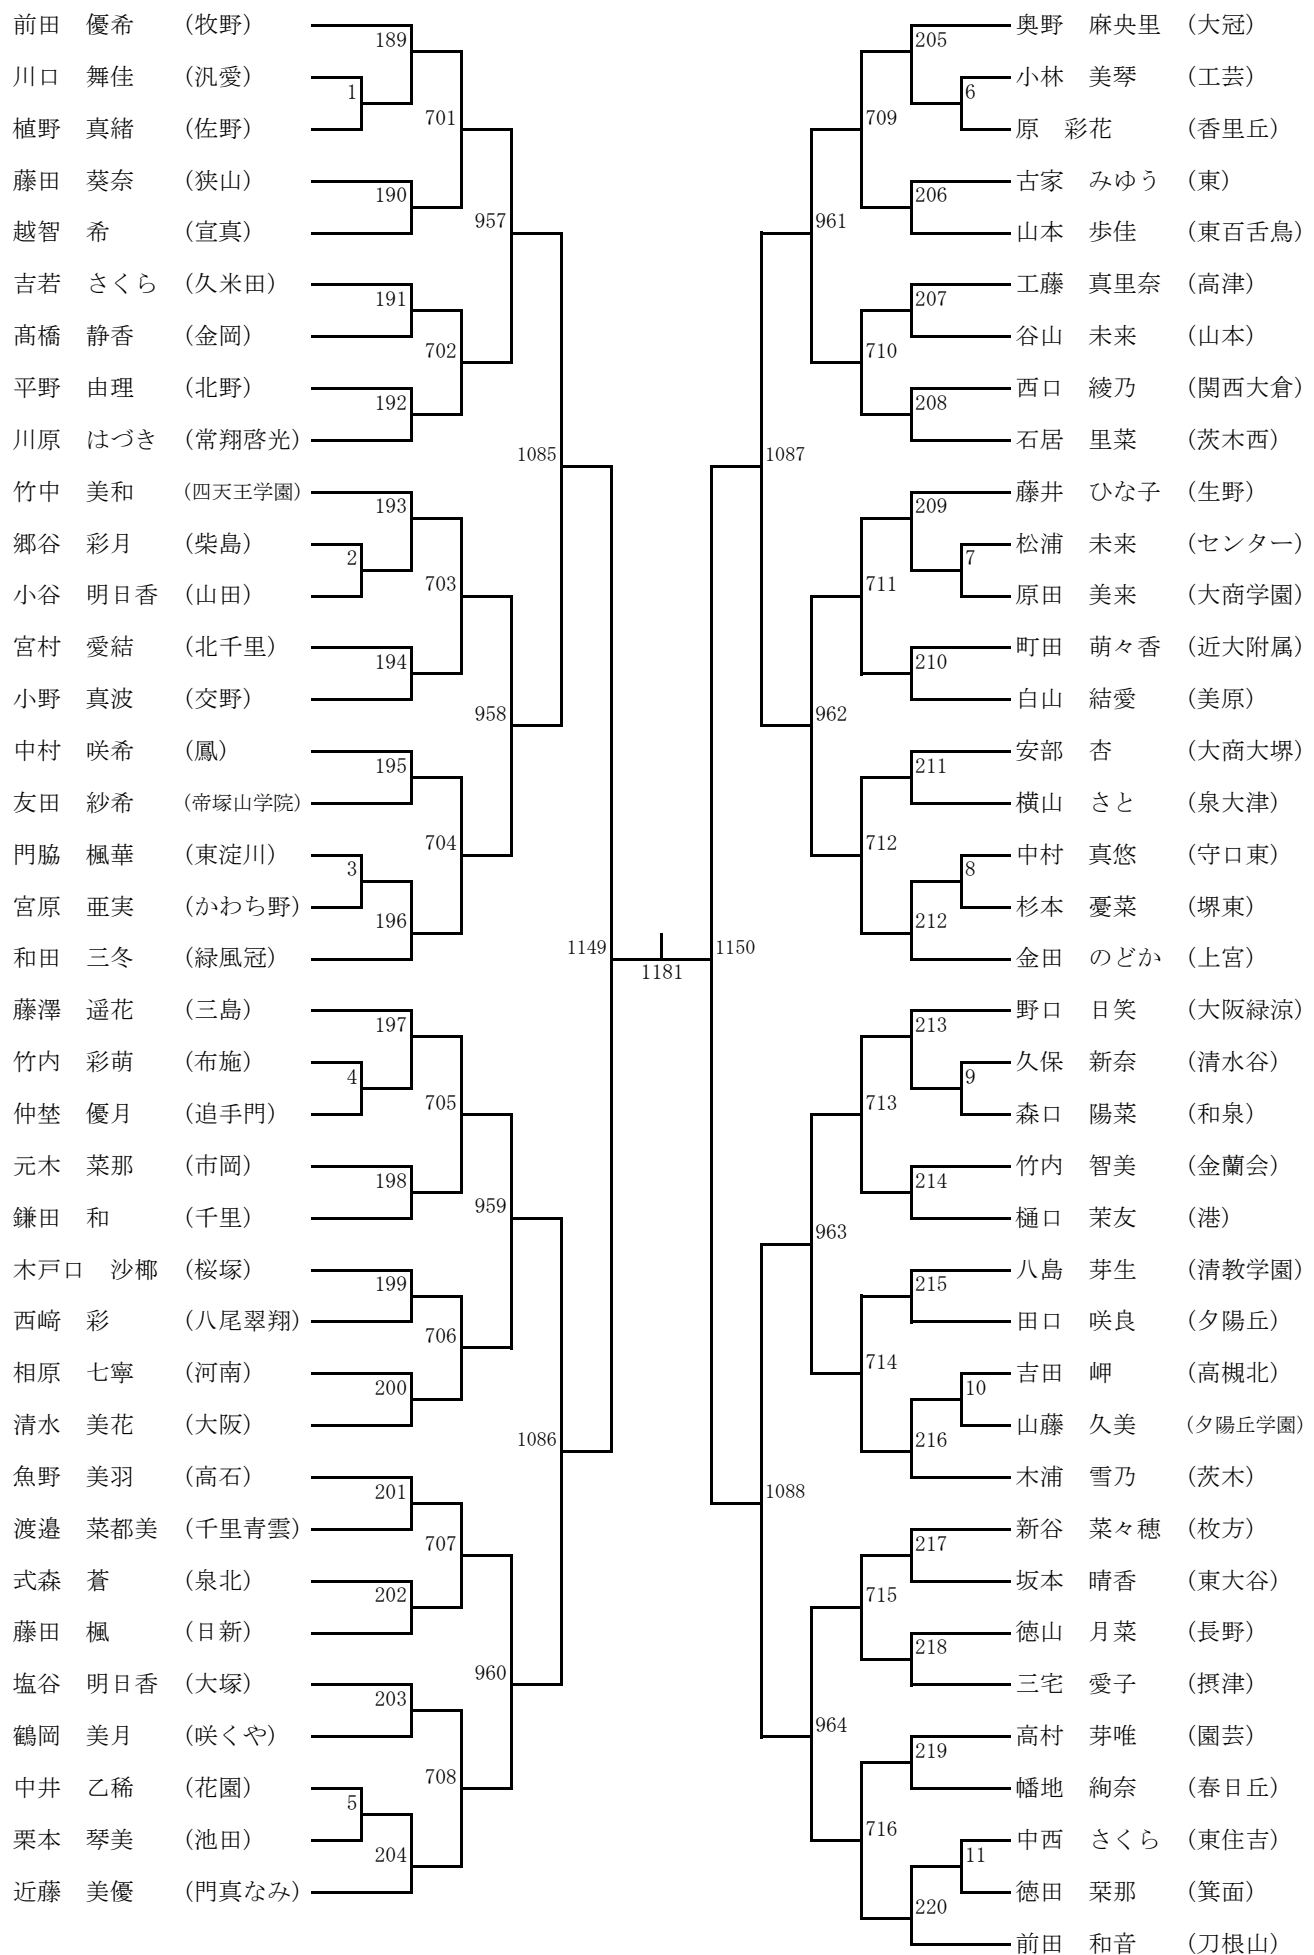 前田　優希　（牧野）
川口　舞佳　（汎愛）
植野　真緒　（佐野）
藤田　葵奈　（狭山）
越智　希　（宣真）
吉若　さくら　（久米田）
髙橋　静香　（金岡）
平野　由理　（北野）
川原　はづき　（常翔啓光）
竹中　美和　（四天王学園）
郷谷　彩月　（柴島）
小谷　明日香　（山田）
宮村　愛結　（北千里）
小野　真波　（交野）
中村　咲希　（鳳）
友田　紗希　（帝塚山学院）
門脇　楓華　（東淀川）
宮原　亜実　（かわち野）
和田　三冬　（緑風冠）
藤澤　遥花　（三島）
竹内　彩萌　（布施）
仲埜　優月　（追手門）
元木　菜那　（市岡）
鎌田　和　（千里）
木戸口　沙椰　（桜塚）
西﨑　彩　（八尾翠翔）
相原　七寧　（河南）
清水　美花　（大阪）
魚野　美羽　（高石）
渡邉　菜都美　（千里青雲）
式森　蒼　（泉北）
藤田　楓　（日新）
塩谷　明日香　（大塚）
鶴岡　美月　（咲くや）
中井　乙稀　（花園）
栗本　琴美　（池田）
近藤　美優　（門真なみ）
189
1
701
190
957
191
702
192
1085
193
2
703
194
958
195
704
3
196
1149
197
4
705
198
959
199
706
200
1086
201
707
202
960
203
708
5
204
1181
205
6
709
206
961
207
710
208
1087
209
7
711
210
962
211
712
8
212
1150
213
9
713
214
963
215
714
10
216
1088
217
715
218
964
219
716
11
220
奥野　麻央里　（大冠）
小林　美琴　（工芸）
原　彩花　（香里丘）
古家　みゆう　（東）
山本　歩佳　（東百舌鳥）
工藤　真里奈　（高津）
谷山　未来　（山本）
西口　綾乃　（関西大倉）
石居　里菜　（茨木西）
藤井　ひな子　（生野）
松浦　未来　（センター）
原田　美来　（大商学園）
町田　萌々香　（近大附属）
白山　結愛　（美原）
安部　杏　（大商大堺）
横山　さと　（泉大津）
中村　真悠　（守口東）
杉本　憂菜　（堺東）
金田　のどか　（上宮）
野口　日笑　（大阪緑涼）
久保　新奈　（清水谷）
森口　陽菜　（和泉）
竹内　智美　（金蘭会）
樋口　茉友　（港）
八島　芽生　（清教学園）
田口　咲良　（夕陽丘）
吉田　岬　（高槻北）
山藤　久美　（夕陽丘学園）
木浦　雪乃　（茨木）
新谷　菜々穂　（枚方）
坂本　晴香　（東大谷）
徳山　月菜　（長野）
三宅　愛子　（摂津）
高村　芽唯　（園芸）
幡地　絢奈　（春日丘）
中西　さくら　（東住吉）
徳田　栞那　（箕面）
前田　和音　（刀根山）